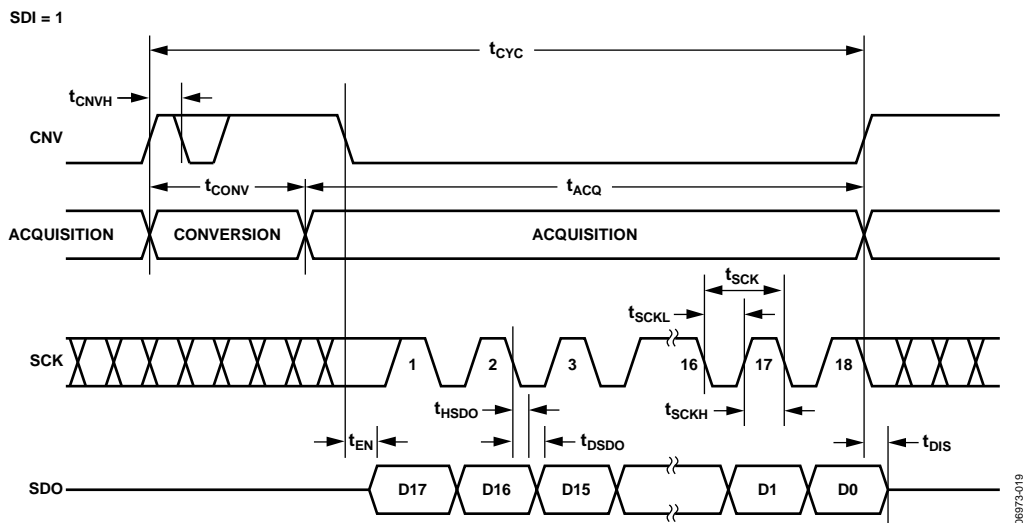 SDI = 1
tCYC
tCNVH
CNV
tCONV
tACQ
ACQUISITION CONVERSION ACQUISITION
tSCK
tSCKL
SCK 1 2 3 16 17 18
tHSDO
tSCKH
tEN
tDSDO
tDIS
SDO D17 D16 D15 D1 D0
06973-019